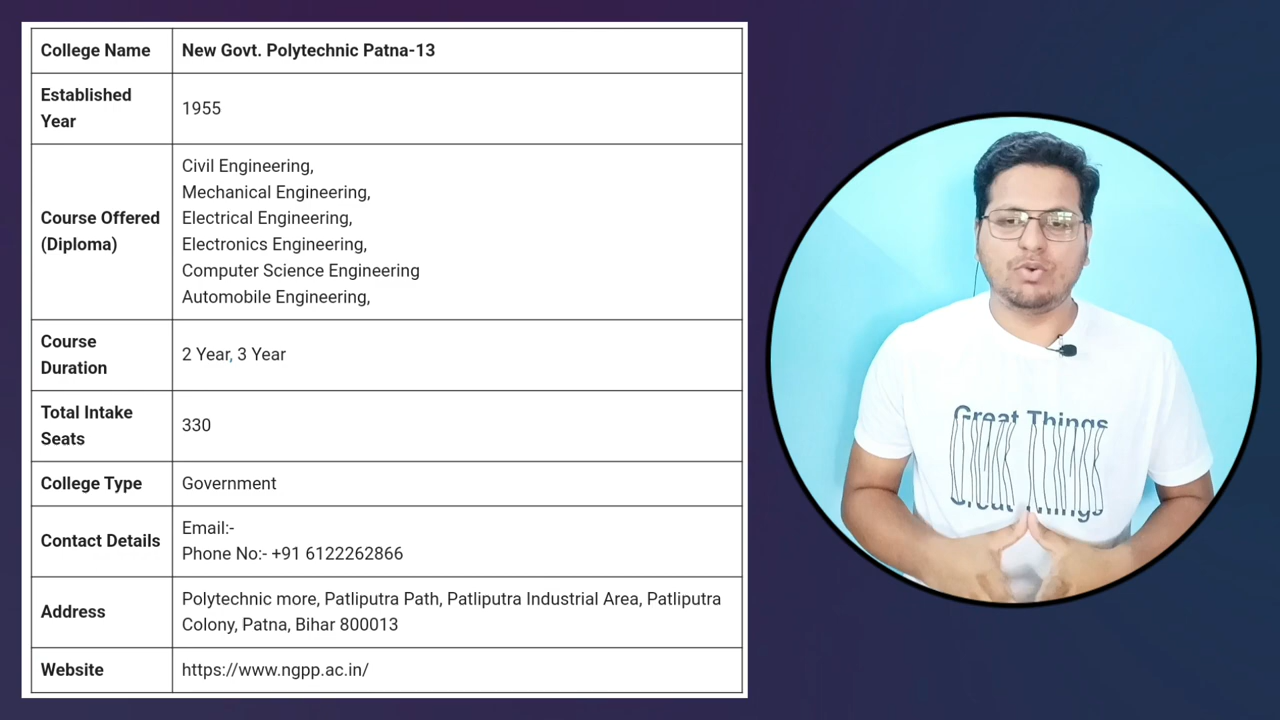 College Name
New Govt. Polytechnic Patna-13
Established
Year
1955
Course Offered
(Diploma)
Civil Engineering,
Mechanical Engineering,
Electrical Engineering,
Electronics Engineering,
Computer Science Engineering
Automobile Engineering,
Course
Duration
2 Year, 3 Year
Total Intake
Seats
330
College Type
Government
Contact Details
Email:-
Phone No:- +91 6122262866
Address
Polytechnic more, Patliputra Path, Patliputra Industrial Area, Patliputra
Colony, Patna, Bihar 800013
Website
https://www.ngpp.ac.in/
Great Things
Great Things